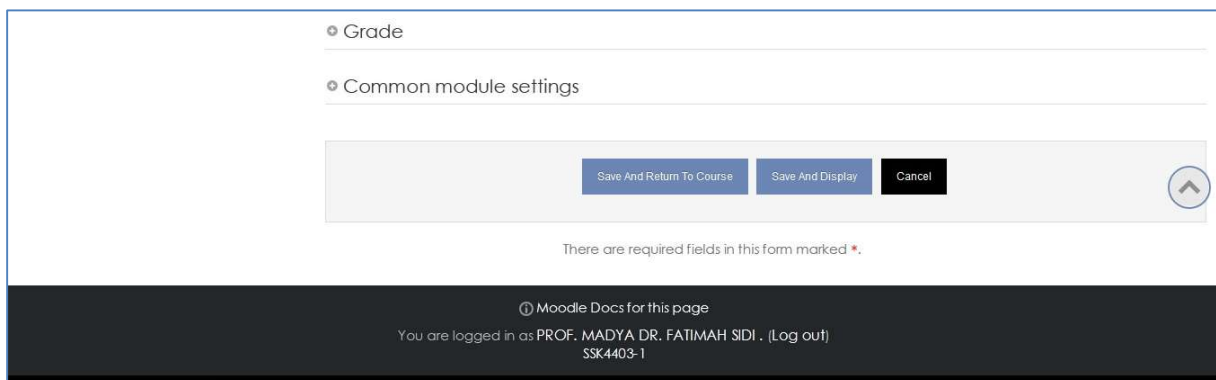 Grade
Common module settings
Save And Return To Course Save And Display Cancel
There are required fields in this form marked *.
Moodle Docs for this page
You are logged in as PROF. MADYA DR. FATIMAH SIDI . (Log out)
SSK4403-1